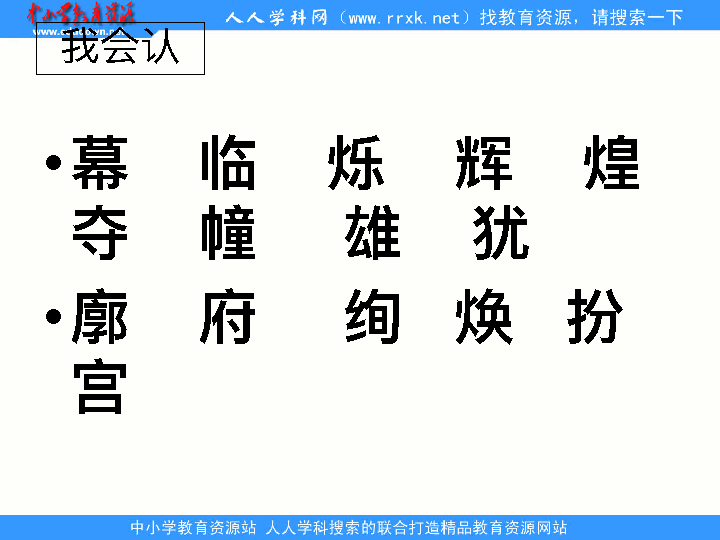 中小学教育资源
人人学科网（www.rrxk.net）找教育资源，请搜索一下
我会认
•幕 临 烁 辉 煌
夺 幢 雄 犹
•廓 府 绚 焕 扮
宫
中小学教育资源站 人人学科搜索的联合打造精品教育资源网站